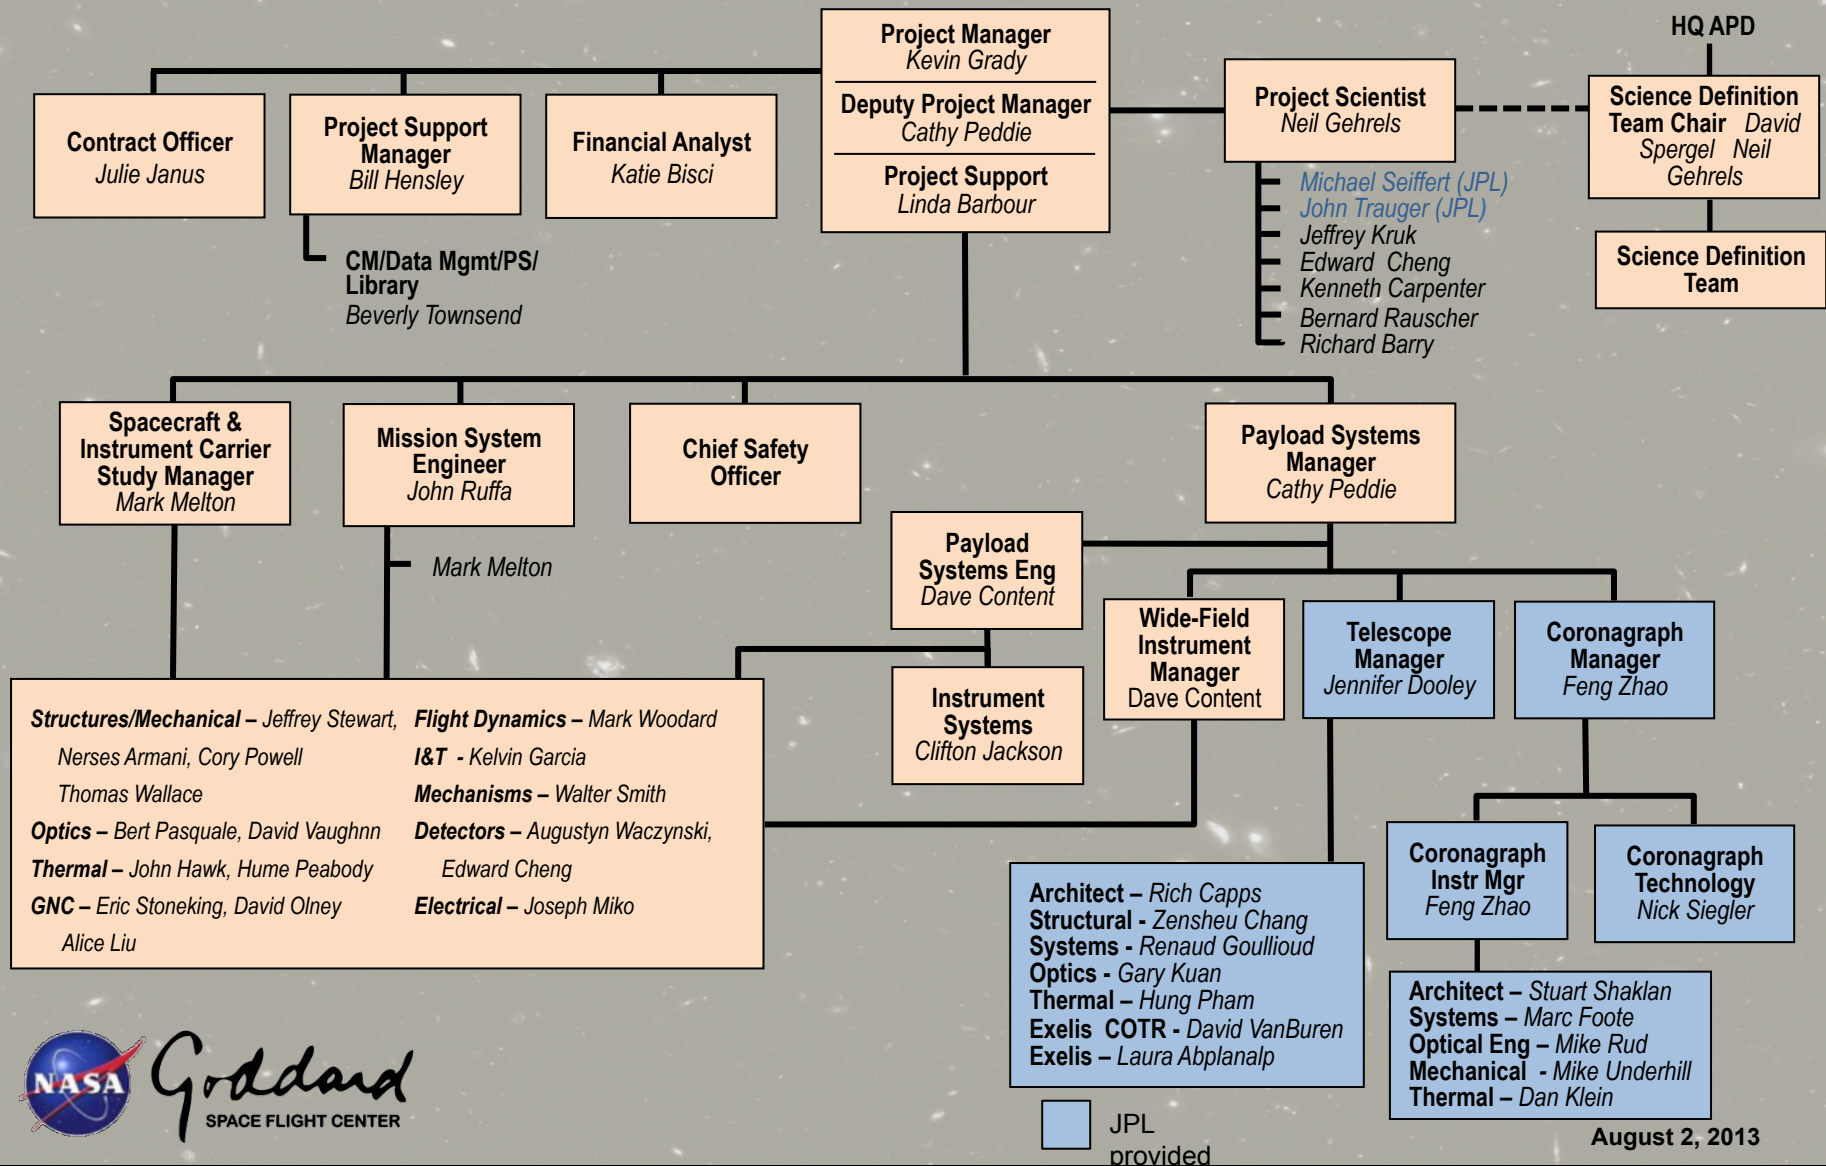 Project Manager
Kevin Grady
Deputy Project Manager
Cathy Peddie
Project Support
Linda Barbour
HQ APD
Contract Officer
Julie Janus
Project Support
Manager
Bill Hensley
Financial Analyst
Katie Bisci
Project Scientist
Neil Gehrels
Science Definition
Team Chair David
Spergel Neil
Gehrels
CM/Data Mgmt/PS/
Library
Beverly Townsend
Michael Seiffert (JPL)
John Trauger (JPL)
Jeffrey Kruk
Edward Cheng
Kenneth Carpenter
Bernard Rauscher
Richard Barry
Science Definition
Team
Spacecraft &
Instrument Carrier
Study Manager
Mark Melton
Mission System
Engineer
John Ruffa
Chief Safety
Officer
Payload Systems
Manager
Cathy Peddie
Mark Melton
Payload
Systems Eng
Dave Content
Wide-Field
Instrument
Manager
Dave Content
Telescope
Manager
Jennifer Dooley
Coronagraph
Manager
Feng Zhao
Instrument
Systems
Clifton Jackson
Structures/Mechanical – Jeffrey Stewart,
Nerses Armani, Cory Powell
Thomas Wallace
Optics – Bert Pasquale, David Vaughnn
Thermal – John Hawk, Hume Peabody
GNC – Eric Stoneking, David Olney
Alice Liu
Flight Dynamics – Mark Woodard
I&T - Kelvin Garcia
Mechanisms – Walter Smith
Detectors – Augustyn Waczynski,
Edward Cheng
Electrical – Joseph Miko
Coronagraph
Instr Mgr
Feng Zhao
Coronagraph
Technology
Nick Siegler
Architect – Rich Capps
Structural - Zensheu Chang
Systems - Renaud Goullioud
Optics - Gary Kuan
Thermal – Hung Pham
Exelis COTR - David VanBuren
Exelis – Laura Abplanalp
Architect – Stuart Shaklan
Systems – Marc Foote
Optical Eng – Mike Rud
Mechanical - Mike Underhill
Thermal – Dan Klein
NASA
Goddard
SPACE FLIGHT CENTER
JPL
provided
August 2, 2013